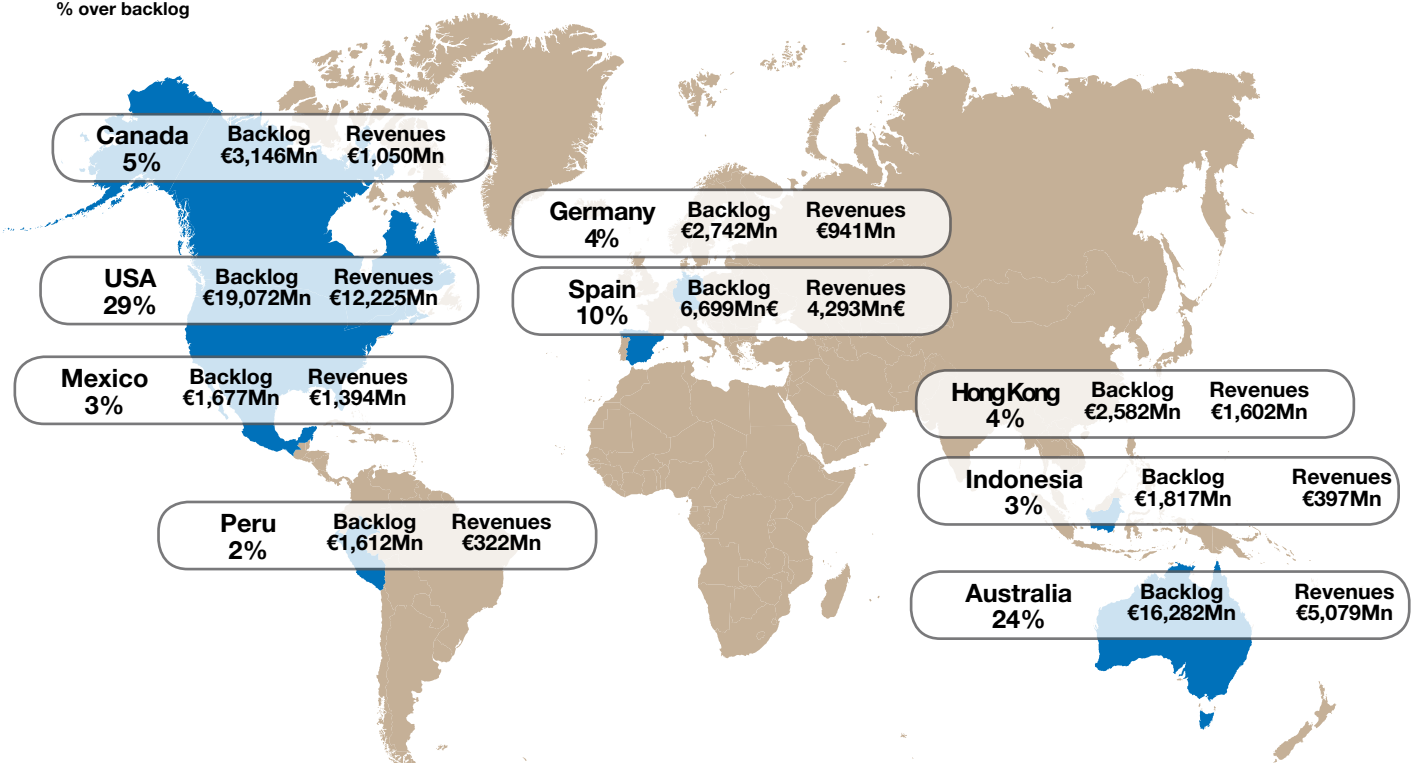 % over backlog
Canada
5%
Backlog
€3,146Mn
Revenues
€1,050Mn
Germany
4%
Backlog
€2,742Mn
Revenues
€941Mn
USA
29%
Backlog
€19,072Mn
Revenues
€12,225Mn
Spain
10%
Backlog
6,699Mn€
Revenues
4,293Mn€
Mexico
3%
Backlog
€1,677Mn
Revenues
€1,394Mn
Hong Kong
4%
Backlog
€2,582Mn
Revenues
€1,602Mn
Indonesia
3%
Backlog
€1,817Mn
Revenues
€397Mn
Peru
2%
Backlog
€1,612Mn
Revenues
€322Mn
Australia
24%
Backlog
€16,282Mn
Revenues
€5,079Mn